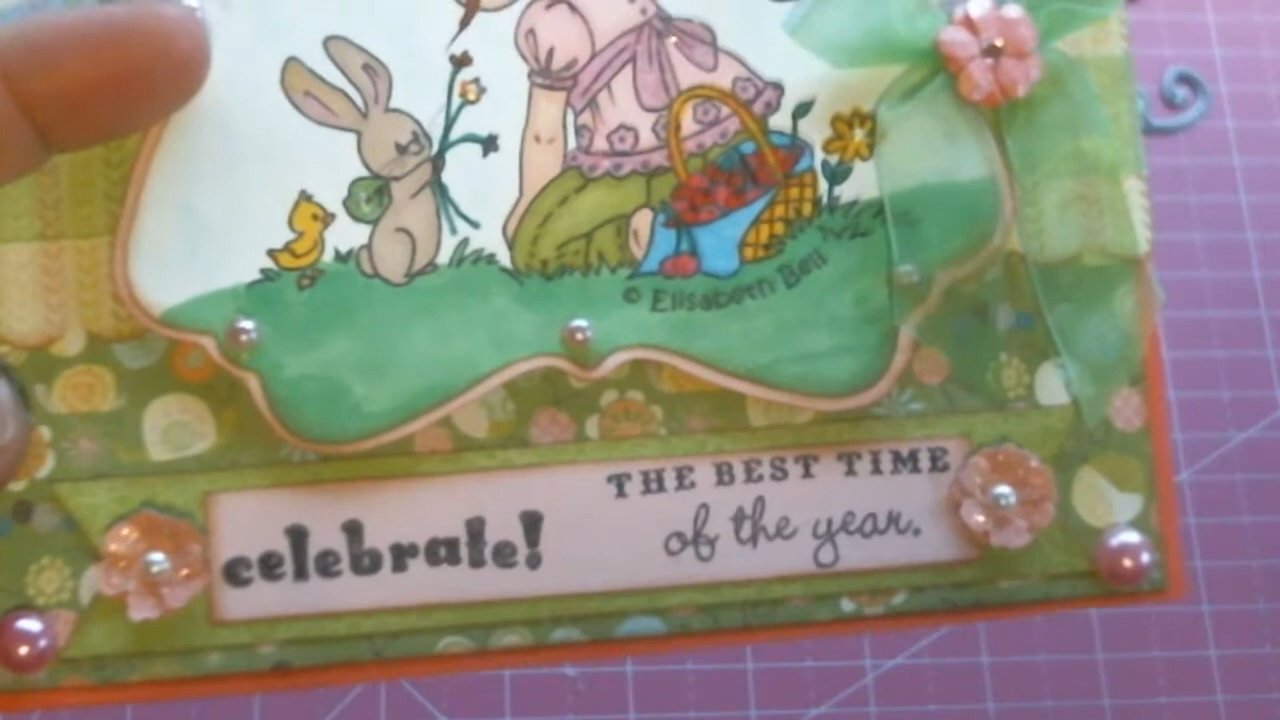 © Elisabeth Bell
celebrate!
THE BEST TIME
of the year.